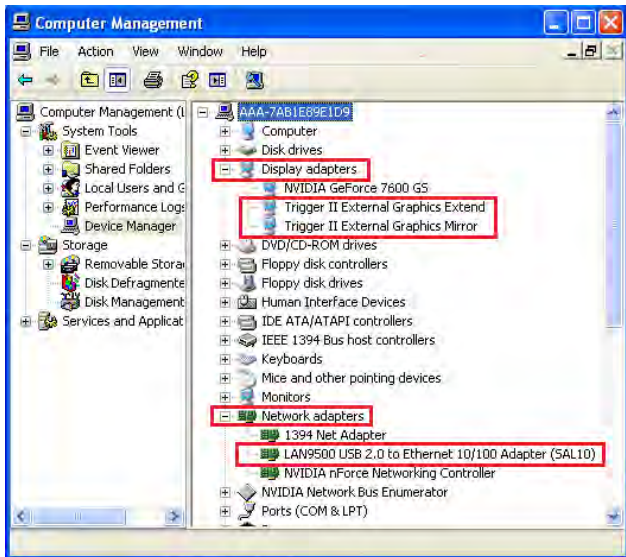 Computer Management
File Action View Window Help
Computer Management (L
System Tools
Event Viewer
Shared Folders
Local Users and G
Performance Logs
Device Manager
Storage
Removable Stora
Disk Defragmente
Disk Management
Services and Applicat
AAA-7AB1E89E1D9
Computer
Disk drives
Display adapters
NVIDIA GeForce 7600 GS
Trigger II External Graphics Extend
Trigger II External Graphics Mirror
DVD/CD-ROM drives
Floppy disk controllers
Floppy disk drives
Human Interface Devices
IDE ATA/ATAPI controllers
IEEE 1394 Bus host controllers
Keyboards
Mice and other pointing devices
Monitors
Network adapters
1394 Net Adapter
LAN9500 USB 2.0 to Ethernet 10/100 Adapter (SAL10)
NVIDIA nForce Networking Controller
NVIDIA Network Bus Enumerator
Ports (COM & LPT)